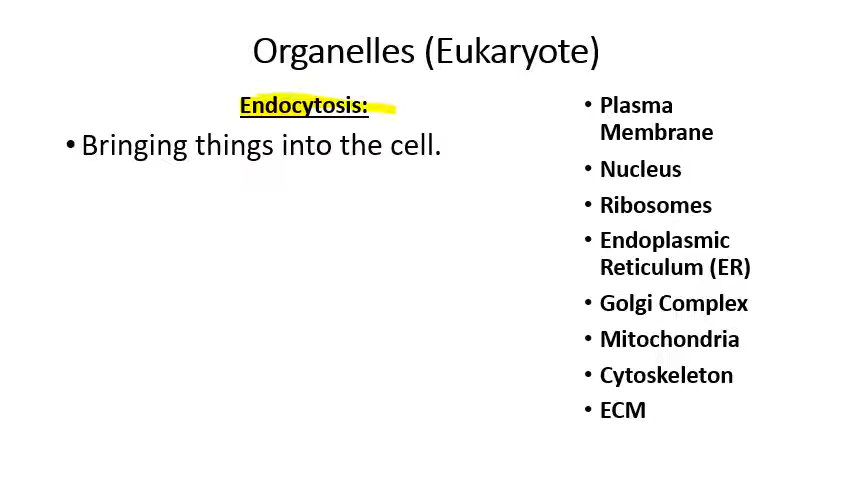 Organelles (Eukaryote)
Endocytosis:
• Bringing things into the cell.
• Plasma
Membrane
• Nucleus
• Ribosomes
• Endoplasmic
Reticulum (ER)
• Golgi Complex
• Mitochondria
• Cytoskeleton
• ECM